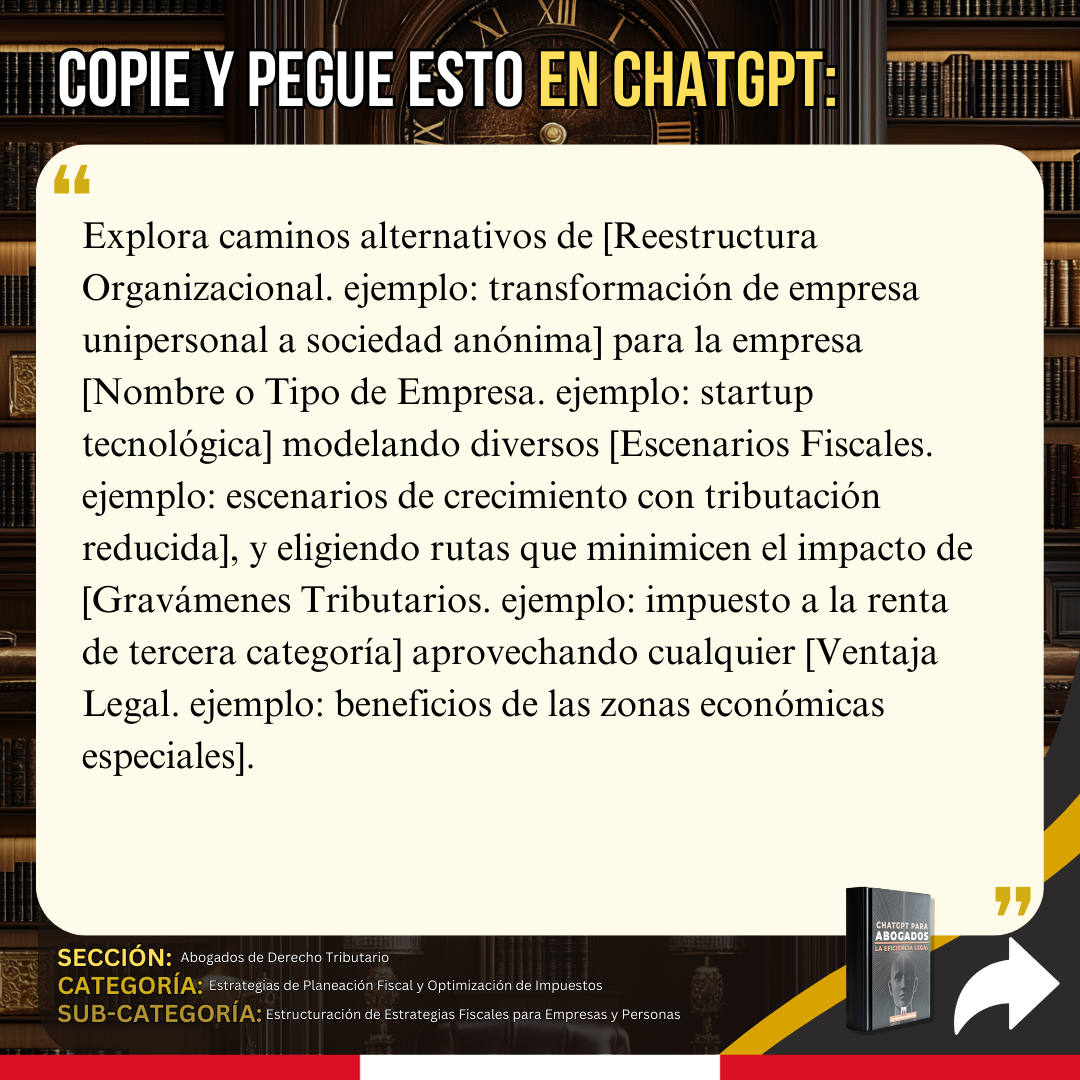 COPIE Y PEGUE ESTO EN CHATGPT:
“
Explora caminos alternativos de [Reestructura
Organizacional. ejemplo: transformación de empresa
unipersonal a sociedad anónima] para la empresa
[Nombre o Tipo de Empresa. ejemplo: startup
tecnológica] modelando diversos [Escenarios Fiscales.
ejemplo: escenarios de crecimiento con tributación
reducida], y eligiendo rutas que minimicen el impacto de
[Gravámenes Tributarios. ejemplo: impuesto a la renta
de tercera categoría] aprovechando cualquier [Ventaja
Legal. ejemplo: beneficios de las zonas económicas
especiales].
”
CHATGPT PARA
ABOGADOS
LA EFICIENCIA LEGAL
SECCIÓN: Abogados de Derecho Tributario
CATEGORÍA: Estrategias de Planeación Fiscal y Optimización de Impuestos
SUB-CATEGORÍA: Estructuración de Estrategias Fiscales para Empresas y Personas